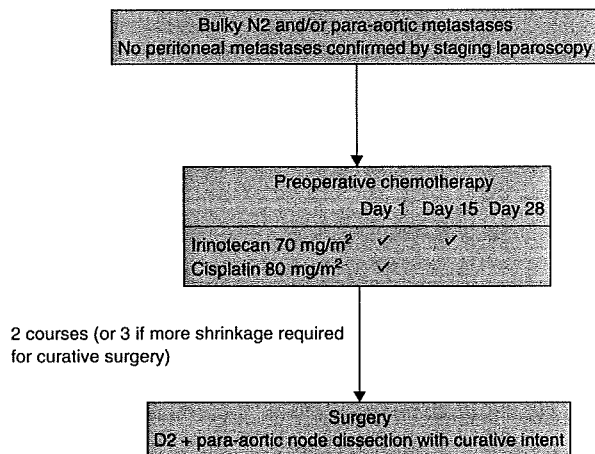 Bulky N2 and/or para-aortic metastases
No peritoneal metastases confirmed by staging laparoscopy
Preoperative chemotherapy
Day 1 Day 15 Day 28
Irinotecan 70 mg/m² ✓ ✓
Cisplatin 80 mg/m² ✓
2 courses (or 3 if more shrinkage required
for curative surgery)
Surgery
D2 + para-aortic node dissection with curative intent